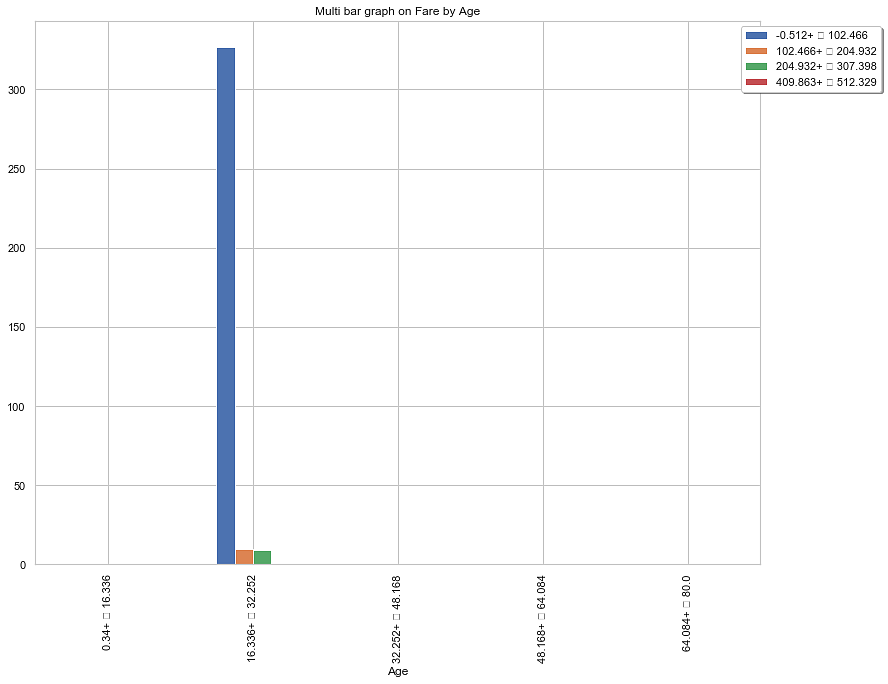 Multi bar graph on Fare by Age
-0.512+ □ 102.466
102.466+ □ 204.932
204.932+ □ 307.398
409.863+ □ 512.329
300
250
200
150
100
50
0
0.34+ □ 16.336
16.336+ □ 32.252
32.252+ □ 48.168
48.168+ □ 64.084
64.084+ □ 80.0
Age